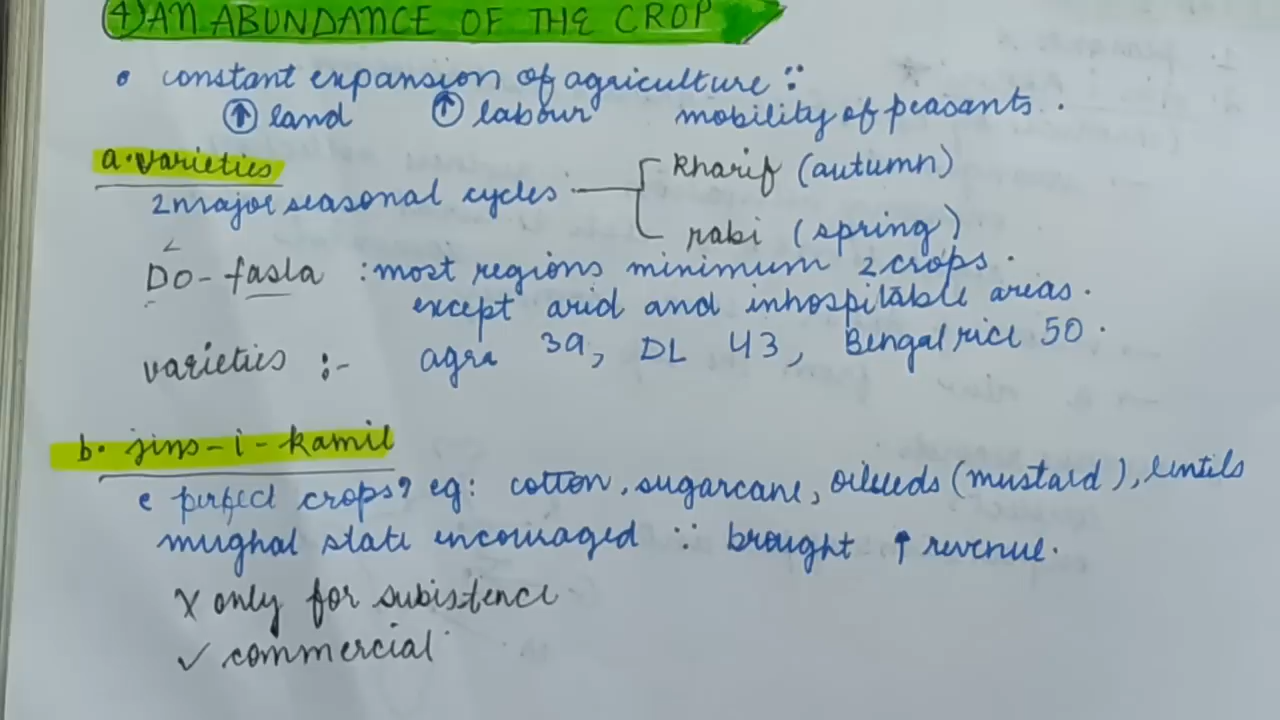 ④ AN ABUNDANCE OF THE CROP
• constant expansion of agriculture ∵
↑ land ↑ labour mobility of peasants.
a. varieties
2 major seasonal cycles
kharif (autumn)
rabi (spring)
Do-fasla : most regions minimum 2 crops.
except arid and inhospitable areas.
varieties :- agra 39, DL 43, Bengal rice 50.
b. jins-i-kamil
perfect crops eg: cotton, sugarcane, oilseeds (mustard), lentils
mughal state encouraged ∵ brought ↑ revenue.
x only for subistence
✓ commercial